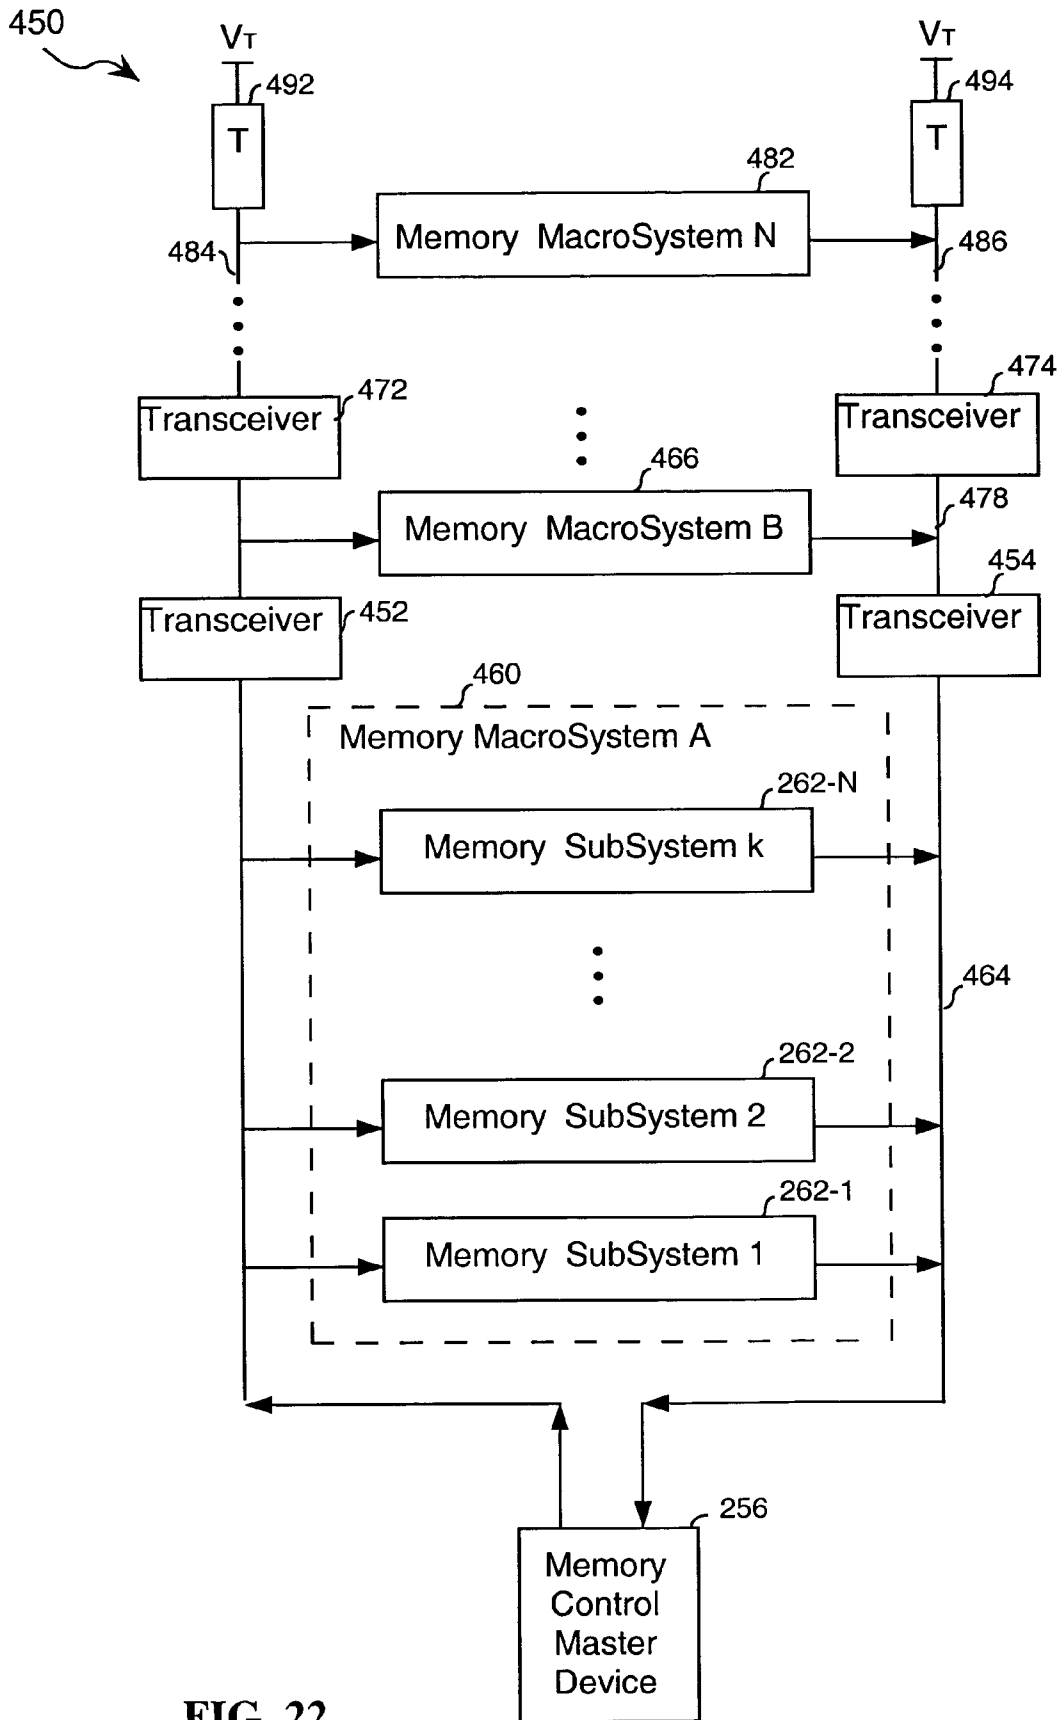 450
VT
VT
492
494
T
T
482
Memory MacroSystem N
484
486
472
474
Transceiver
Transceiver
466
478
Memory MacroSystem B
454
Transceiver
452
Transceiver
460
Memory MacroSystem A
262-N
Memory SubSystem k
464
262-2
Memory SubSystem 2
262-1
Memory SubSystem 1
256
Memory
Control
Master
Device
FIG. 22